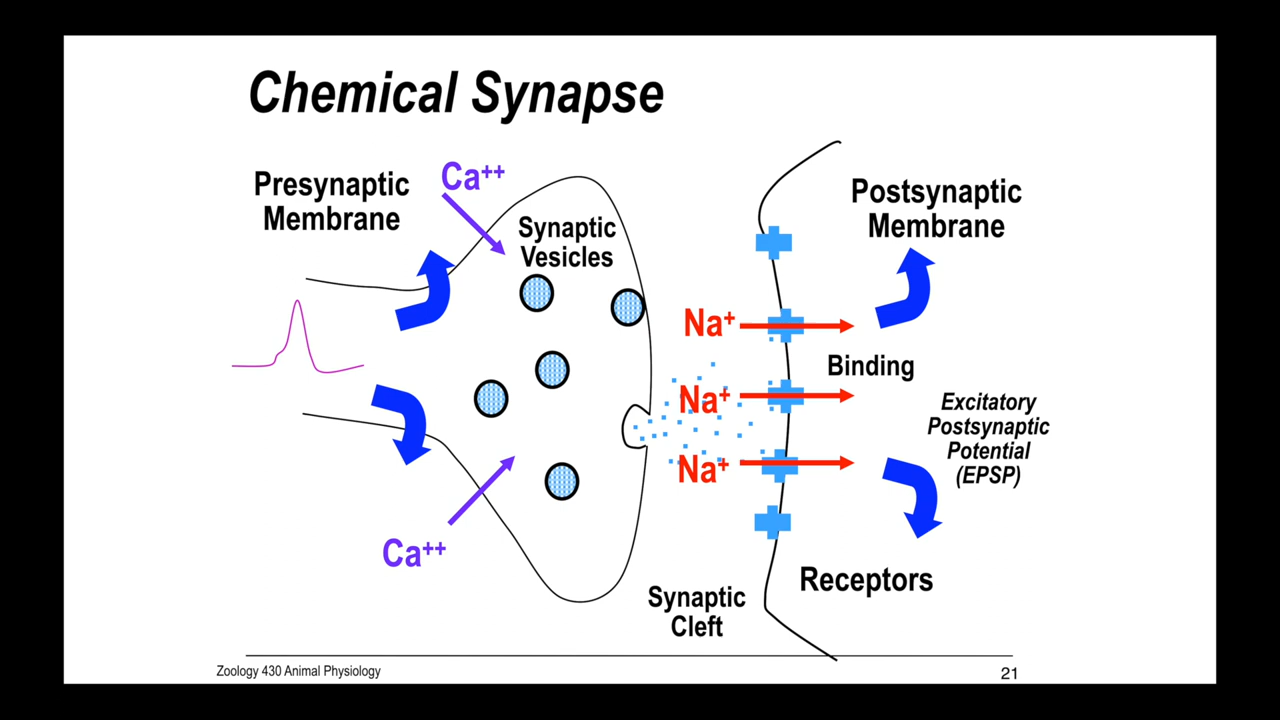 Chemical Synapse
Presynaptic
Membrane
Ca++
Synaptic
Vesicles
Postsynaptic
Membrane
Na+
Binding
Na+
Excitatory
Postsynaptic
Potential
(EPSP)
Na+
Ca++
Receptors
Synaptic
Cleft
Zoology 430 Animal Physiology
21